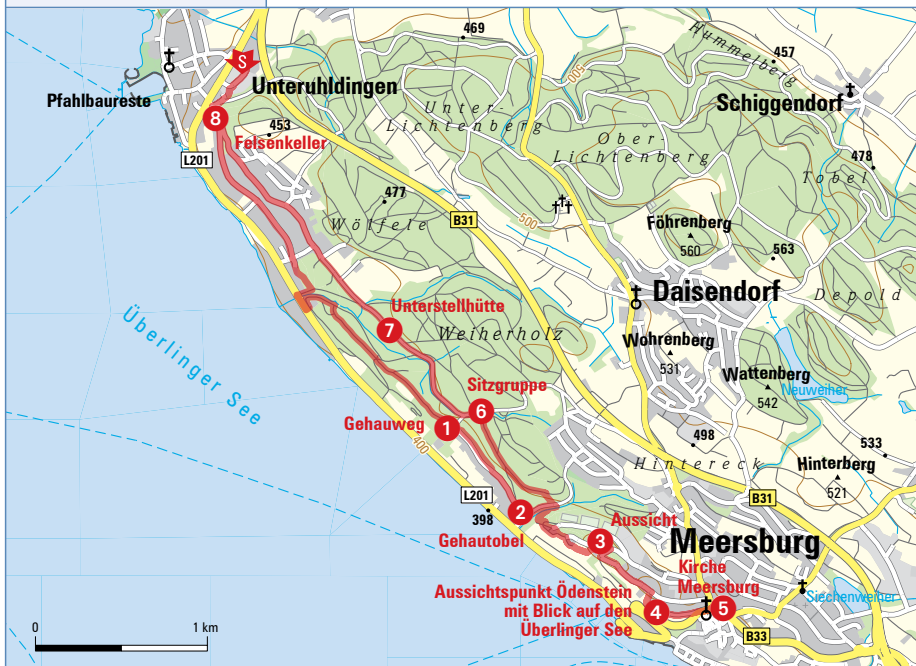 469
457
Hummelberg
500
S
Unteruhldingen
Pfahlbaureste
Unter-
Lichtenberg
Schiggendorf
8
453
Felsenkeller
Ober
Lichtenberg
L201
478
Tobel
477
Wölfele
B31
500
Föhrenberg
560
563
Daisendorf
Depold
Unterstellhütte
7
Weiherholz
Wohrenberg
531
Wattenberg
542
Neuweiher
Überlinger See
Sitzgruppe
6
Gehauweg
1
400
498
533
Hintereck
Hinterberg
521
L201
398
2
B31
Gehautobel
Aussicht
3
Meersburg
Kirche
Meersburg
Aussichtspunkt Ödenstein
mit Blick auf den
Überlinger See
4
5
Siechenweiher
B33
0
1 km